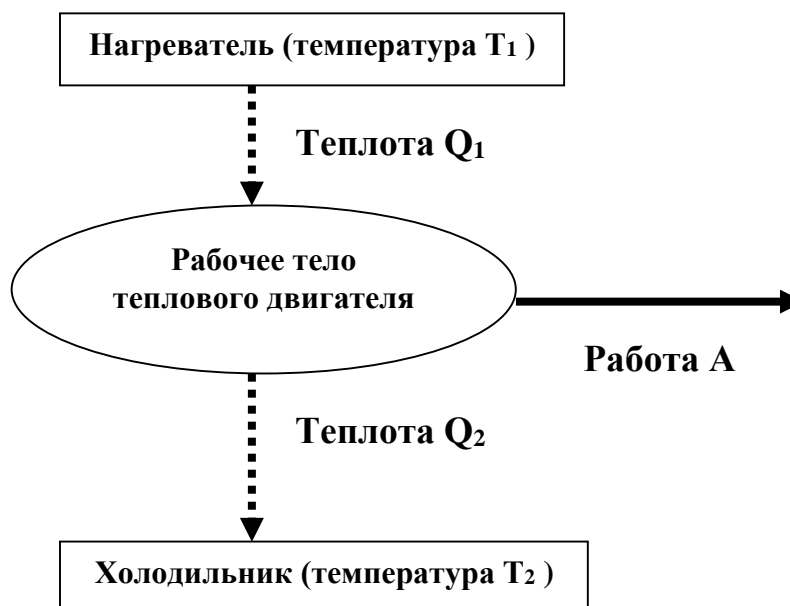 Нагреватель (температура T₁ )
Теплота Q₁
Рабочее тело
теплового двигателя
Работа А
Теплота Q₂
Холодильник (температура T₂ )